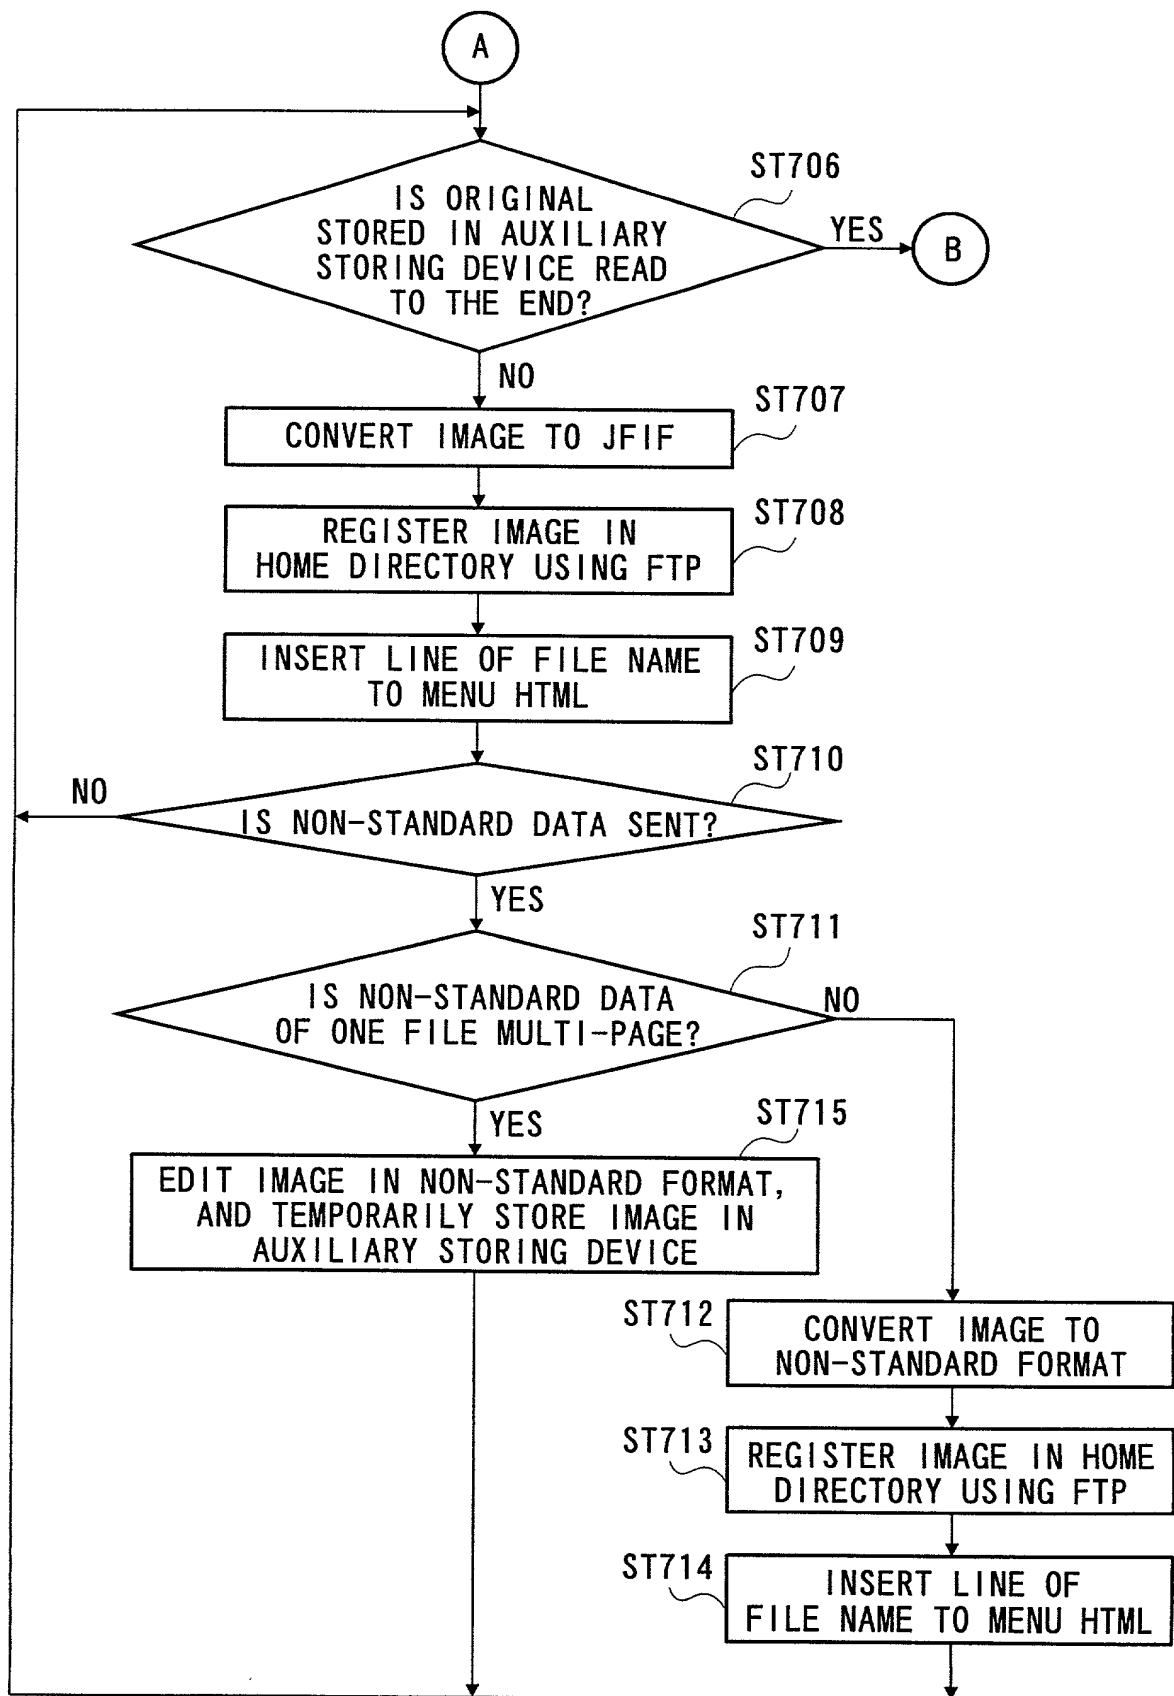 A
ST706
IS ORIGINAL
STORED IN AUXILIARY
STORING DEVICE READ
TO THE END?
YES
B
NO
ST707
CONVERT IMAGE TO JFIF
ST708
REGISTER IMAGE IN
HOME DIRECTORY USING FTP
ST709
INSERT LINE OF FILE NAME
TO MENU HTML
ST710
NO
IS NON-STANDARD DATA SENT?
YES
ST711
IS NON-STANDARD DATA
OF ONE FILE MULTI-PAGE?
NO
YES
ST715
EDIT IMAGE IN NON-STANDARD FORMAT,
AND TEMPORARILY STORE IMAGE IN
AUXILIARY STORING DEVICE
ST712
CONVERT IMAGE TO
NON-STANDARD FORMAT
ST713
REGISTER IMAGE IN HOME
DIRECTORY USING FTP
ST714
INSERT LINE OF
FILE NAME TO MENU HTML